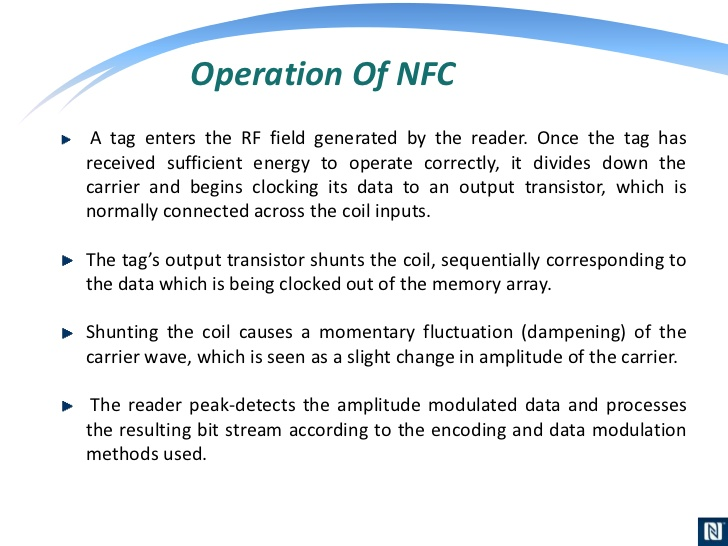 Operation Of NFC
A tag enters the RF field generated by the reader. Once the tag has
received sufficient energy to operate correctly, it divides down the
carrier and begins clocking its data to an output transistor, which is
normally connected across the coil inputs.
The tag’s output transistor shunts the coil, sequentially corresponding to
the data which is being clocked out of the memory array.
Shunting the coil causes a momentary fluctuation (dampening) of the
carrier wave, which is seen as a slight change in amplitude of the carrier.
The reader peak-detects the amplitude modulated data and processes
the resulting bit stream according to the encoding and data modulation
methods used.